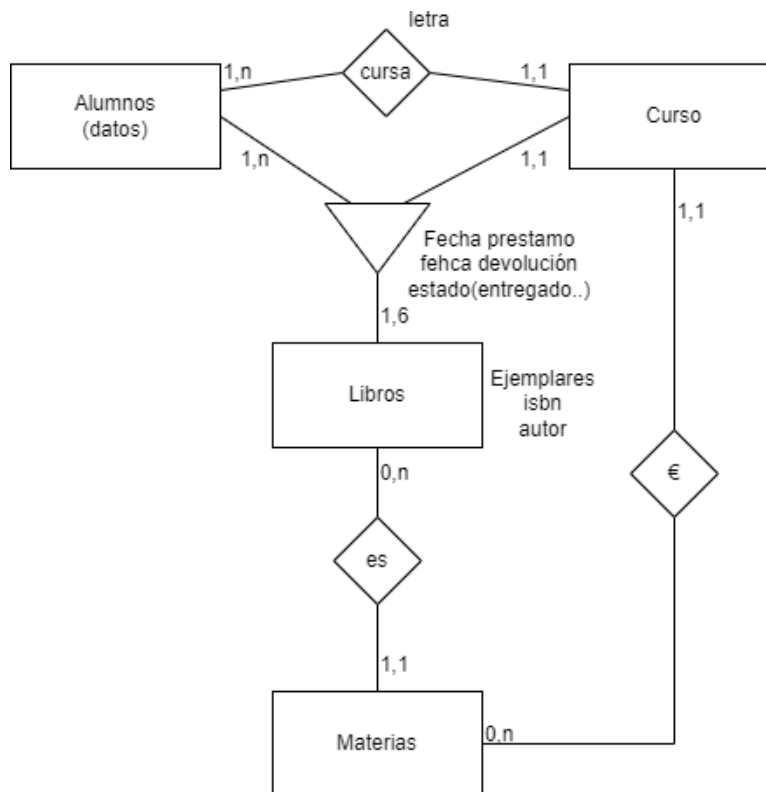 letra
1,n
cursa
1,1
Alumnos
(datos)
Curso
1,n
1,1
1,1
Fecha prestamo
fehca devolución
estado(entregado..)
1,6
Libros
Ejemplares
isbn
autor
0,n
€
es
1,1
Materias
0,n